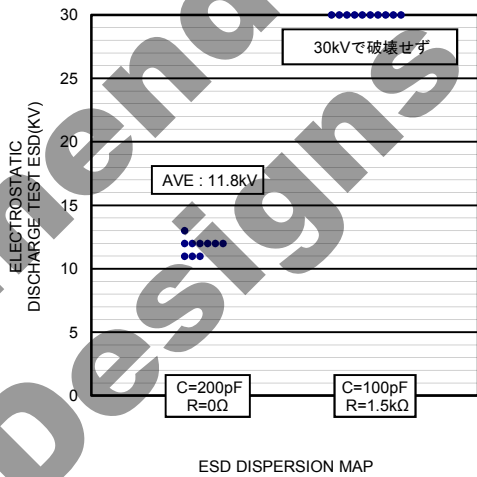 30
25
20
15
10
5
0
ELECTROSTATIC
DISCHARGE TEST ESD(KV)
30kVで破壊せず
AVE : 11.8kV
C=200pF
R=0Ω
C=100pF
R=1.5kΩ
ESD DISPERSION MAP
Designs